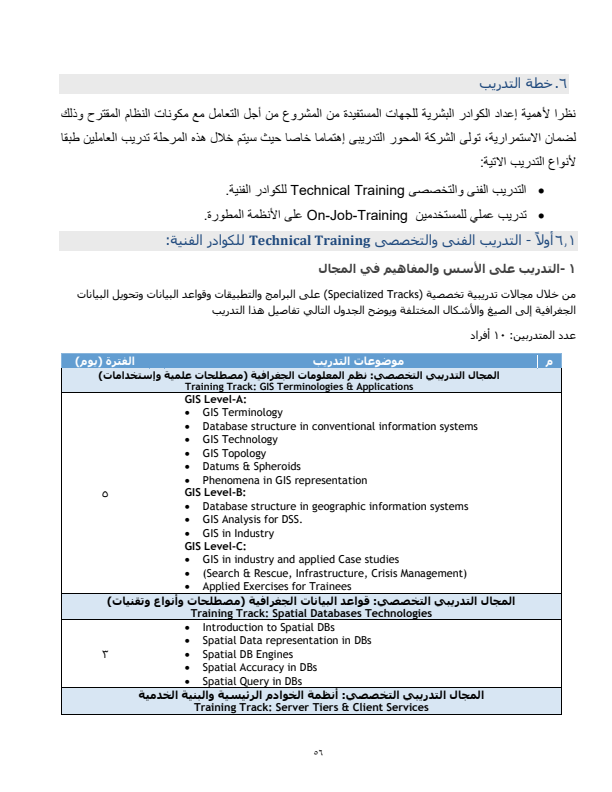 ٦. خطة التدريب
نظرا لأهمية إعداد الكوادر البشرية للجهات المستفيدة من المشروع من أجل التعامل مع مكونات النظام المقترح وذلك
لضمان الاستمرارية، تولى الشركة المحور التدريبى إهتماما خاصا حيث سيتم خلال هذه المرحلة تدريب العاملين طبقا
لأنواع التدريب الاتية:
• التدريب الفنى والتخصصى Technical Training للكوادر الفنية.
• تدريب عملي للمستخدمين On-Job-Training على الأنظمة المطورة.
٦,١ أولاً - التدريب الفنى والتخصصى Technical Training للكوادر الفنية:
١ -التدريب على الأسس والمفاهيم في المجال
من خلال مجالات تدريبية تخصصية (Specialized Tracks) على البرامج والتطبيقات وقواعد البيانات وتحويل البيانات
الجغرافية إلى الصيغ والأشكال المختلفة ويوضح الجدول التالي تفاصيل هذا التدريب
عدد المتدربين: ١٠ أفراد
م موضوعات التدريب الفترة (يوم)
المجال التدريبي التخصصي: نظم المعلومات الجغرافية (مصطلحات علمية وإستخدامات)
Training Track: GIS Terminologies & Applications
GIS Level-A:
• GIS Terminology
• Database structure in conventional information systems
• GIS Technology
• GIS Topology
• Datums & Spheroids
• Phenomena in GIS representation
GIS Level-B:
٥
• Database structure in geographic information systems
• GIS Analysis for DSS.
• GIS in Industry
GIS Level-C:
• GIS in industry and applied Case studies
• (Search & Rescue, Infrastructure, Crisis Management)
• Applied Exercises for Trainees
المجال التدريبي التخصصي: قواعد البيانات الجغرافية (مصطلحات وأنواع وتقنيات)
Training Track: Spatial Databases Technologies
• Introduction to Spatial DBs
• Spatial Data representation in DBs
• Spatial DB Engines
٣
• Spatial Accuracy in DBs
• Spatial Query in DBs
المجال التدريبي التخصصي: أنظمة الخوادم الرئيسية والبنية الخدمية
Training Track: Server Tiers & Client Services
٥٦